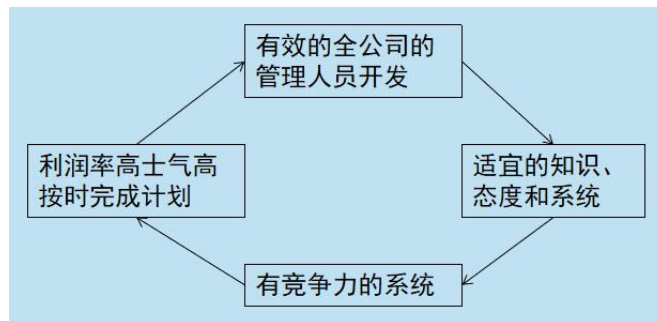 有效的全公司的
管理人员开发
利润率高士气高
按时完成计划
适宜的知识、
态度和系统
有竞争力的系统